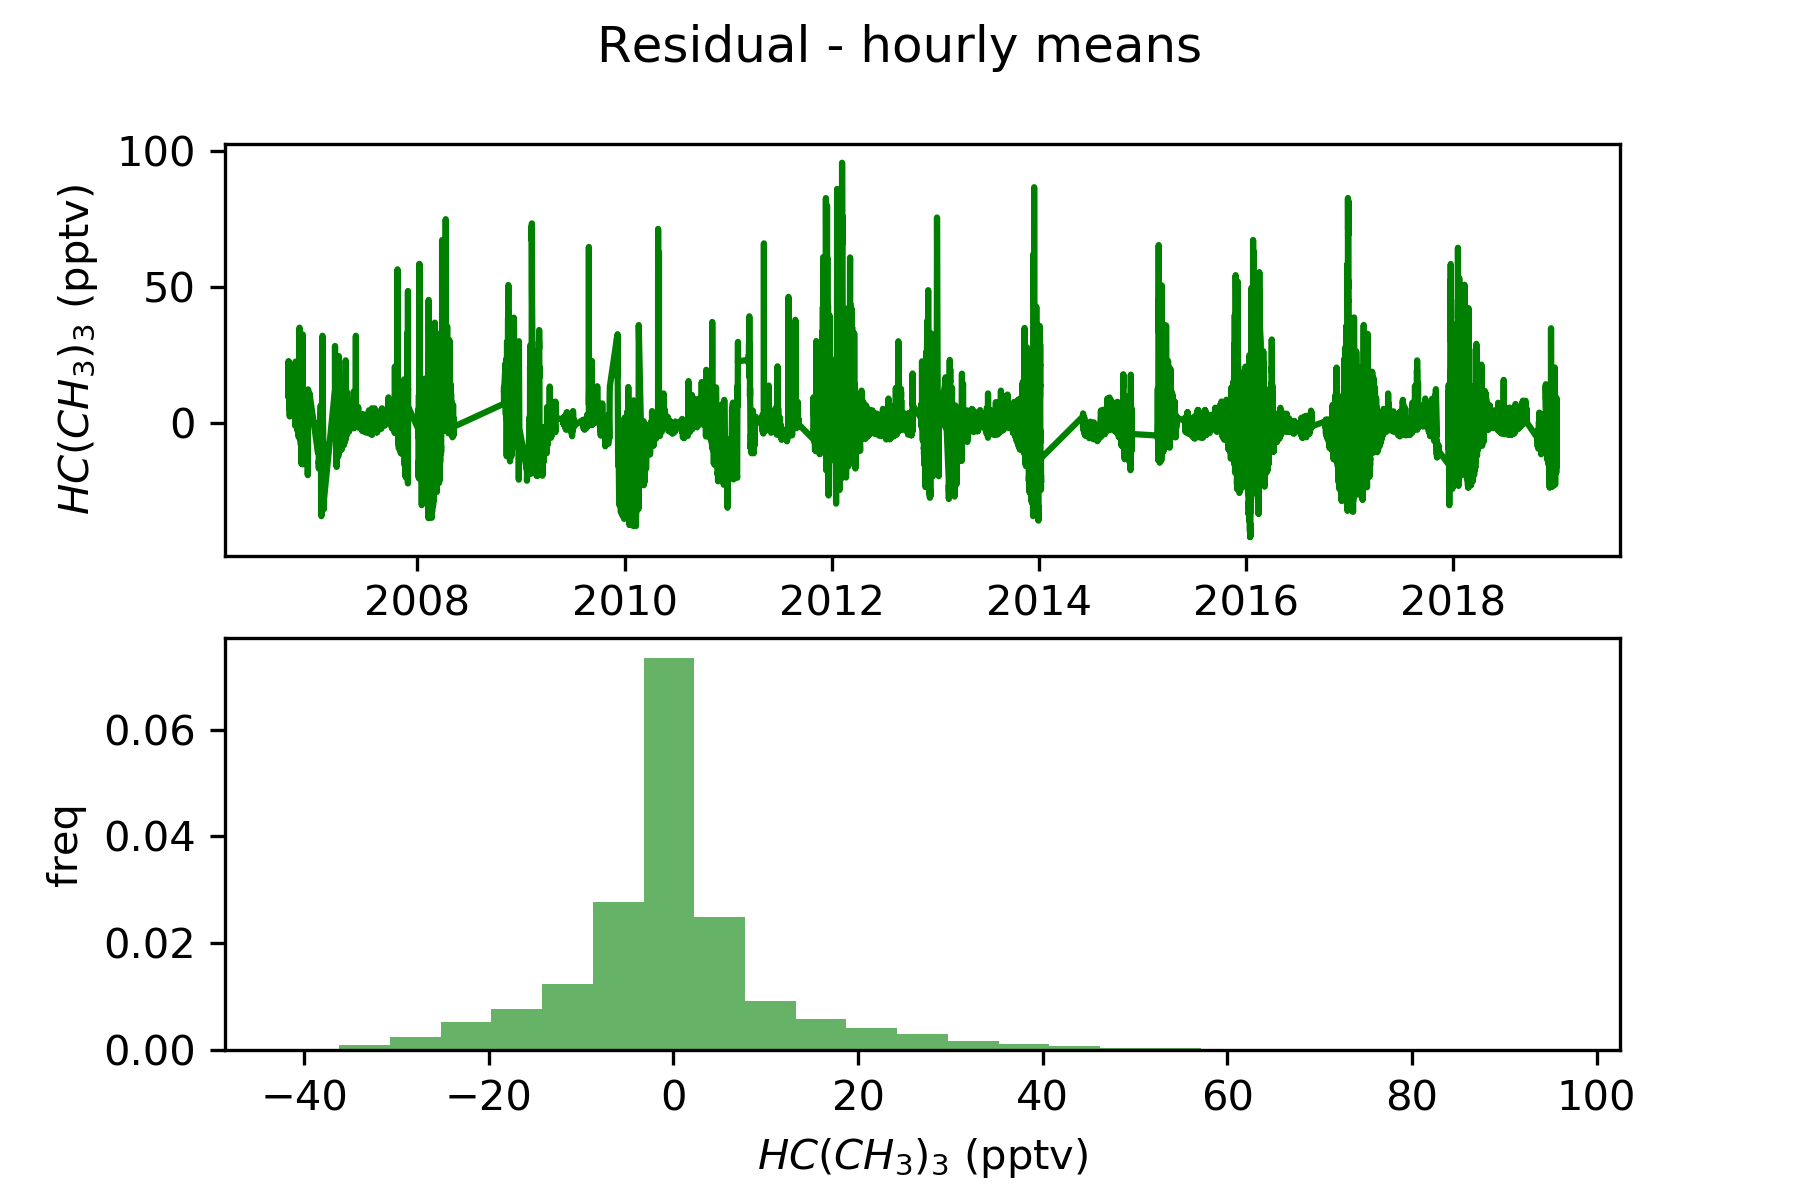 Residual - hourly means
HC(CH₃)₃ (pptv)
100
50
0
2008 2010 2012 2014 2016 2018
freq
0.06
0.04
0.02
0.00
−40 −20 0 20 40 60 80 100
HC(CH₃)₃ (pptv)